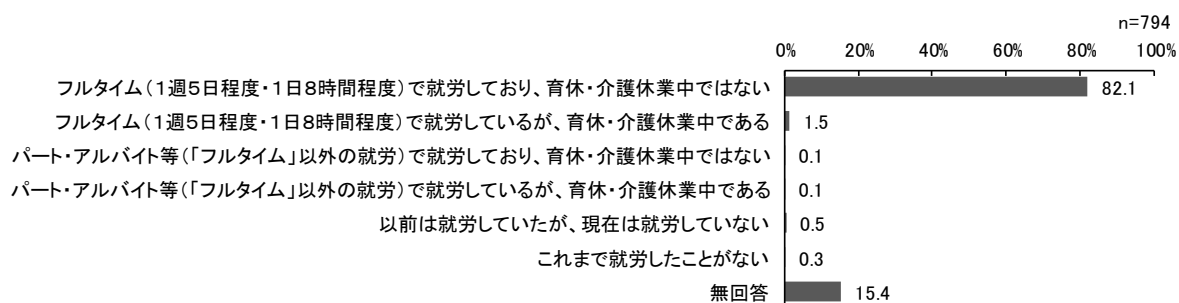 n=794
0% 20% 40% 60% 80% 100%
フルタイム（１週５日程度・１日８時間程度）で就労しており、育休・介護休業中ではない 82.1
フルタイム（１週５日程度・１日８時間程度）で就労しているが、育休・介護休業中である 1.5
パート・アルバイト等（「フルタイム」以外の就労）で就労しており、育休・介護休業中ではない 0.1
パート・アルバイト等（「フルタイム」以外の就労）で就労しているが、育休・介護休業中である 0.1
以前は就労していたが、現在は就労していない 0.5
これまで就労したことがない 0.3
無回答 15.4